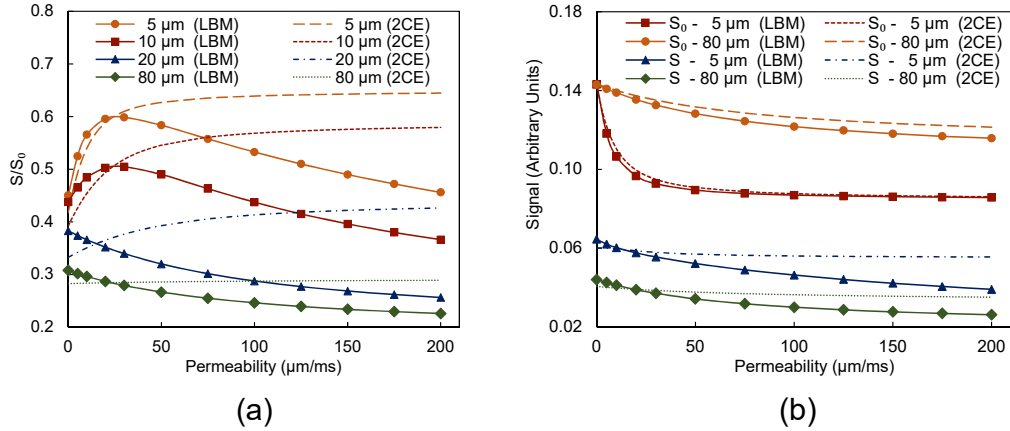 0.8
0.7
0.6
0.5
0.4
0.3
0.2
S/S₀
0 50 100 150 200
Permeability (µm/ms)
5 µm (LBM) 5 µm (2CE)
10 µm (LBM) 10 µm (2CE)
20 µm (LBM) 20 µm (2CE)
80 µm (LBM) 80 µm (2CE)
(a)
0.18
0.14
0.10
0.06
0.02
Signal (Arbitrary Units)
0 50 100 150 200
Permeability (µm/ms)
S₀ - 5 µm (LBM) S₀ - 5 µm (2CE)
S₀ - 80 µm (LBM) S₀ - 80 µm (2CE)
S - 5 µm (LBM) S - 5 µm (2CE)
S - 80 µm (LBM) S - 80 µm (2CE)
(b)